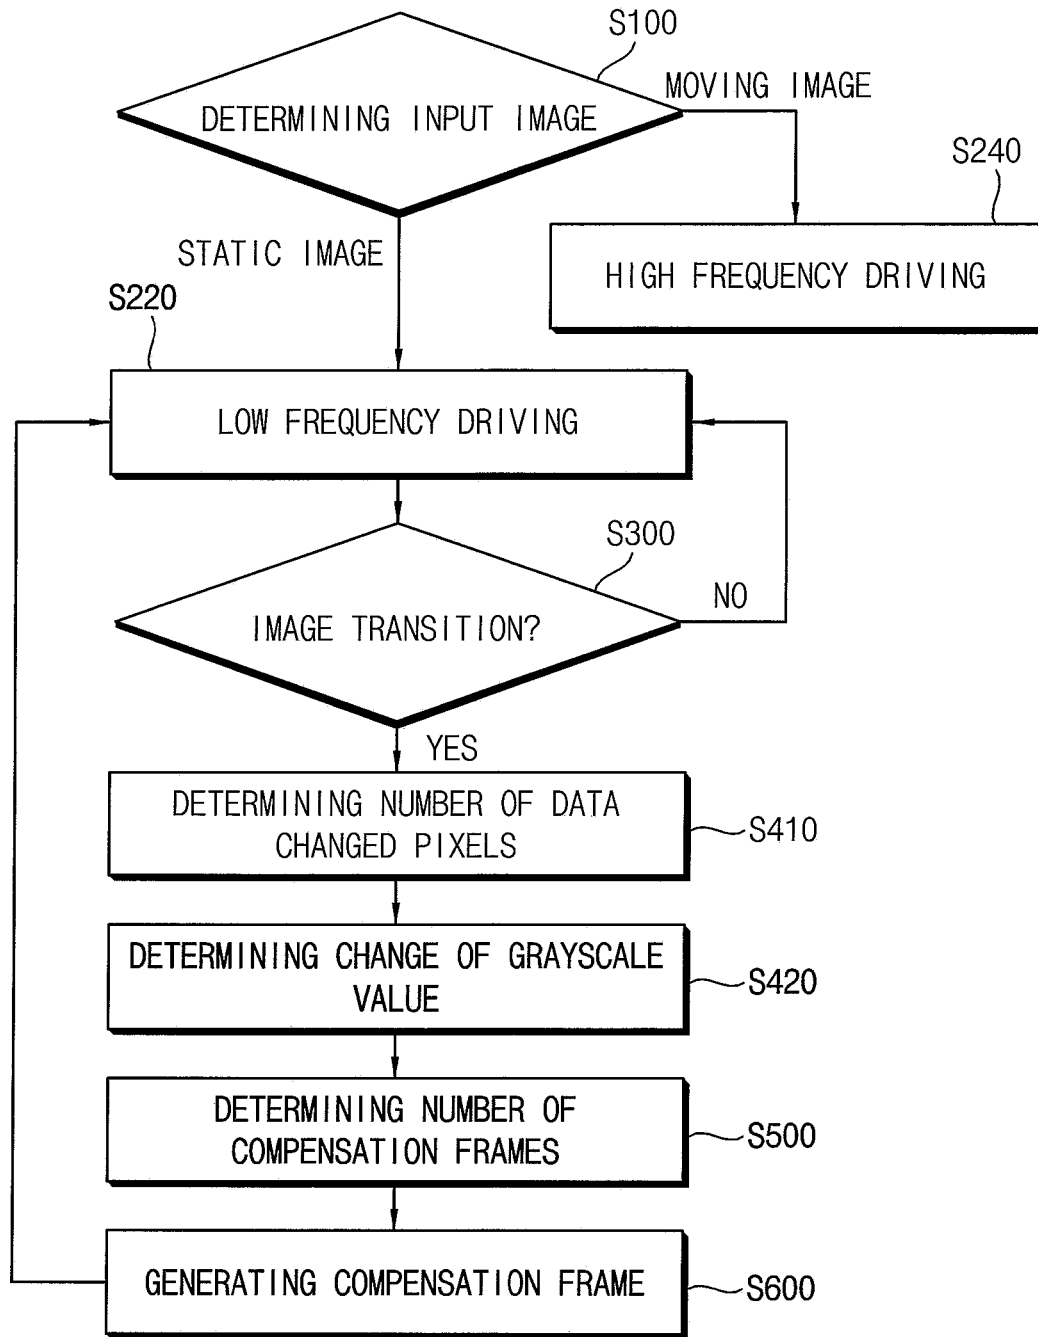 S100
MOVING IMAGE
DETERMINING INPUT IMAGE
S240
STATIC IMAGE
HIGH FREQUENCY DRIVING
S220
LOW FREQUENCY DRIVING
S300
NO
IMAGE TRANSITION?
YES
DETERMINING NUMBER OF DATA
CHANGED PIXELS
S410
DETERMINING CHANGE OF GRAYSCALE
VALUE
S420
DETERMINING NUMBER OF
COMPENSATION FRAMES
S500
GENERATING COMPENSATION FRAME
S600